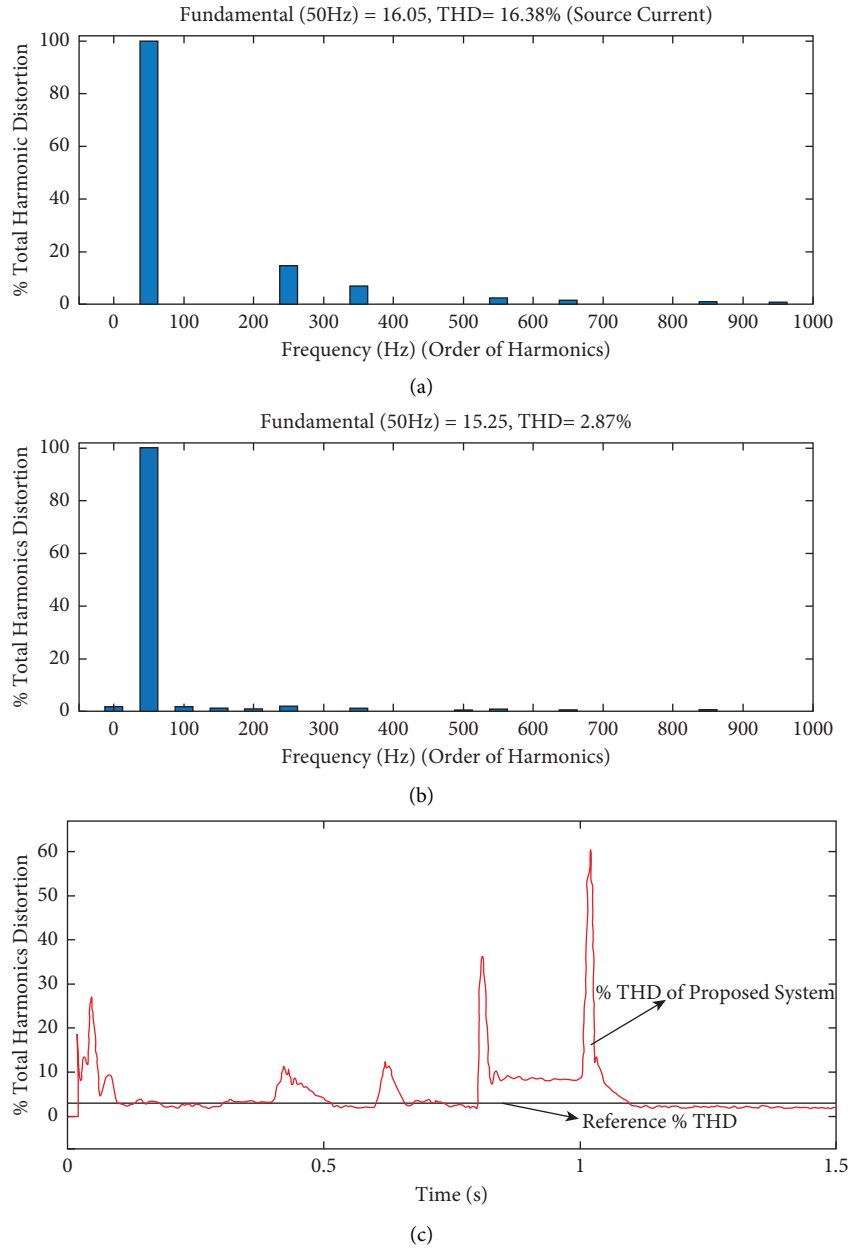 Fundamental (50Hz) = 16.05, THD= 16.38% (Source Current)
% Total Harmonic Distortion
100
80
60
40
20
0
0 100 200 300 400 500 600 700 800 900 1000
Frequency (Hz) (Order of Harmonics)
(a)
Fundamental (50Hz) = 15.25, THD= 2.87%
% Total Harmonics Distortion
100
80
60
40
20
0
0 100 200 300 400 500 600 700 800 900 1000
Frequency (Hz) (Order of Harmonics)
(b)
% Total Harmonics Distortion
60
50
40
30
20
10
0
% THD of Proposed System
Reference % THD
0 0.5 1 1.5
Time (s)
(c)